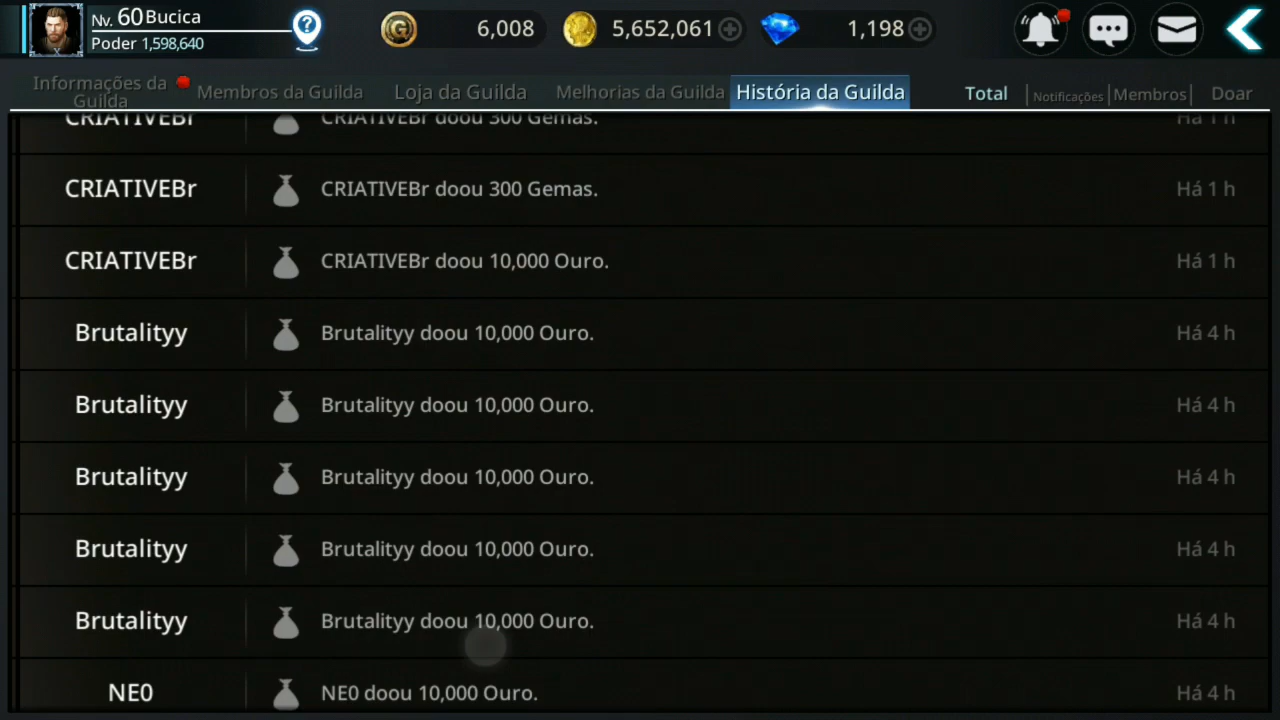 Nv. 60 Bucica
Poder 1,598,640
6,008
5,652,061
1,198
Informações da Guilda
Membros da Guilda
Loja da Guilda
Melhorias da Guilda
História da Guilda
Total
Notificações
Membros
Doar
CRIATIVEBr CRIATIVEBr doou 300 Gemas. Há 1 h
CRIATIVEBr CRIATIVEBr doou 300 Gemas. Há 1 h
CRIATIVEBr CRIATIVEBr doou 10,000 Ouro. Há 1 h
Brutalityy Brutalityy doou 10,000 Ouro. Há 4 h
Brutalityy Brutalityy doou 10,000 Ouro. Há 4 h
Brutalityy Brutalityy doou 10,000 Ouro. Há 4 h
Brutalityy Brutalityy doou 10,000 Ouro. Há 4 h
Brutalityy Brutalityy doou 10,000 Ouro. Há 4 h
NE0 NE0 doou 10,000 Ouro. Há 4 h